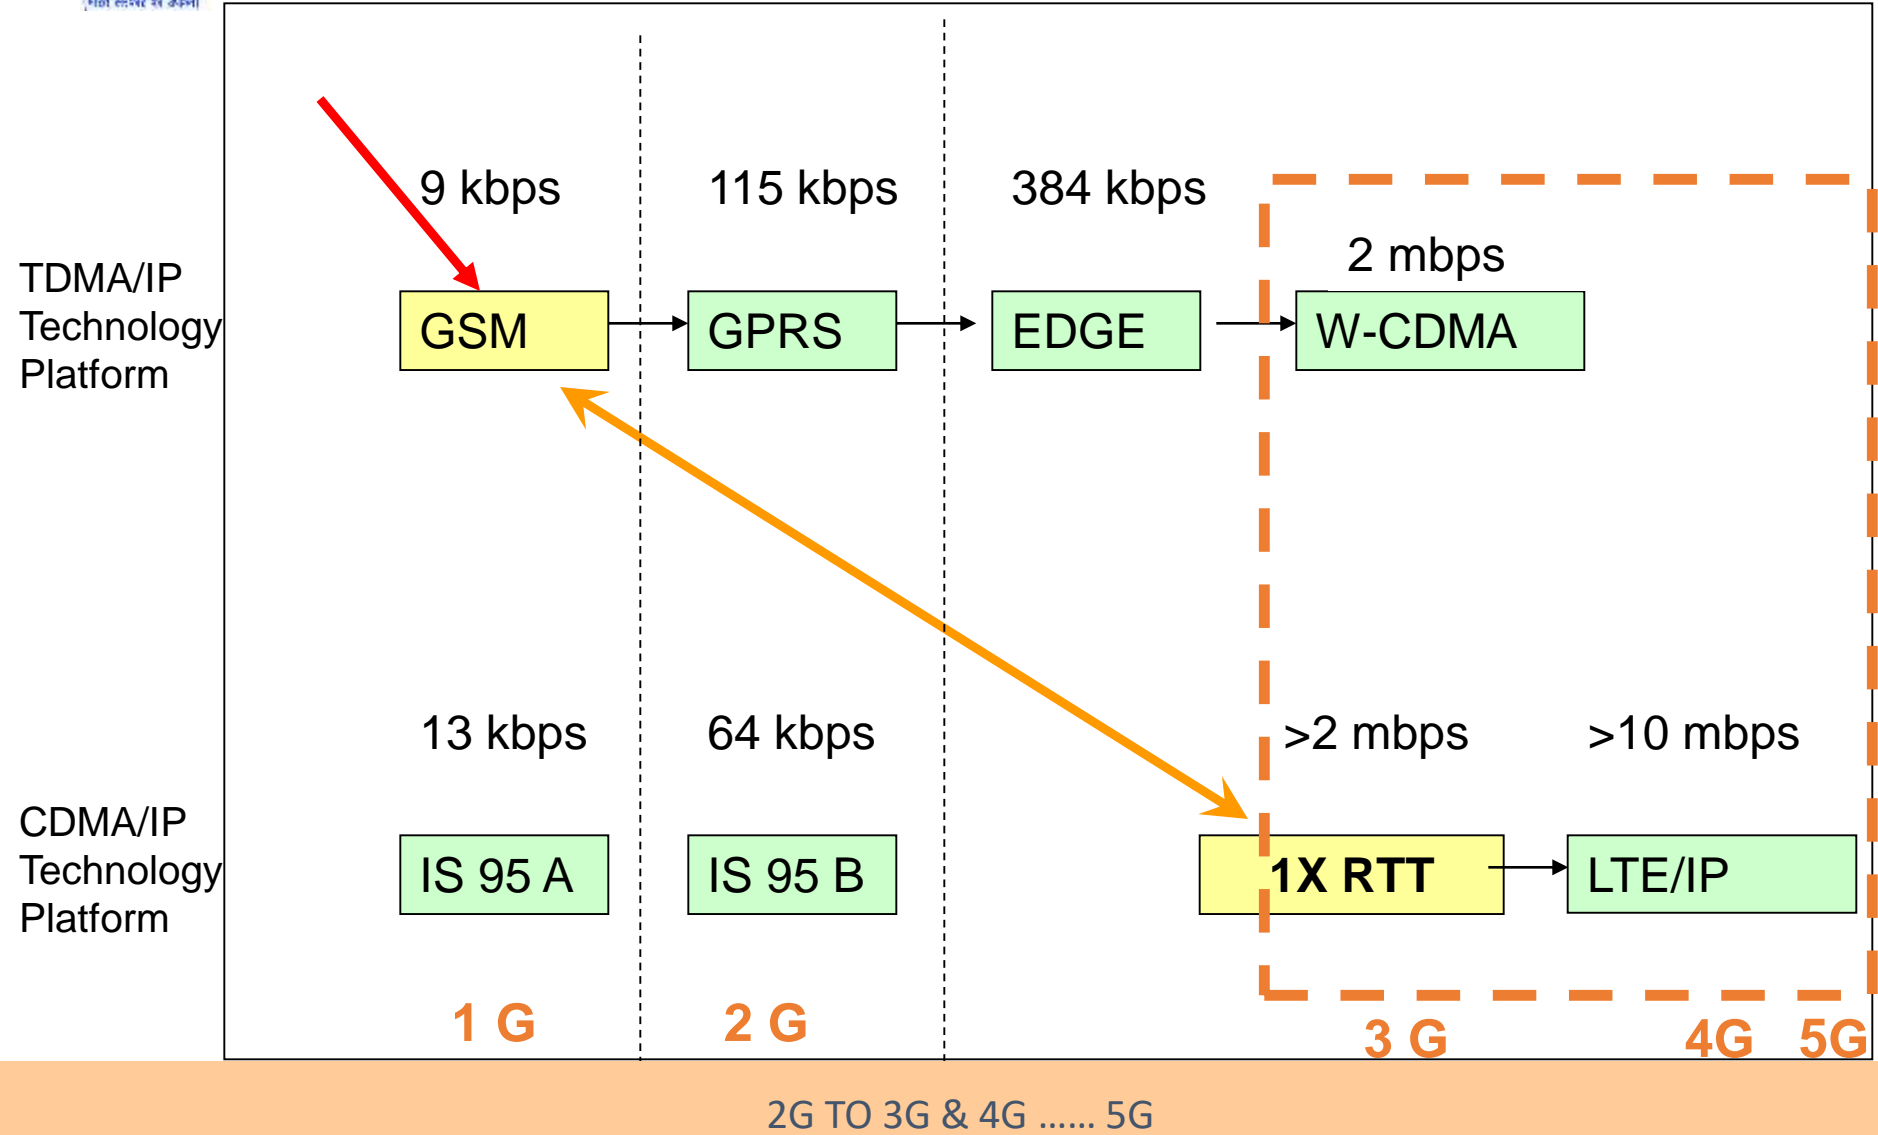 9 kbps
115 kbps
384 kbps
2 mbps
TDMA/IP
Technology
Platform
GSM
GPRS
EDGE
W-CDMA
13 kbps
64 kbps
>2 mbps
>10 mbps
CDMA/IP
Technology
Platform
IS 95 A
IS 95 B
1X RTT
LTE/IP
1 G
2 G
3 G
4G
5G
2G TO 3G & 4G ...... 5G